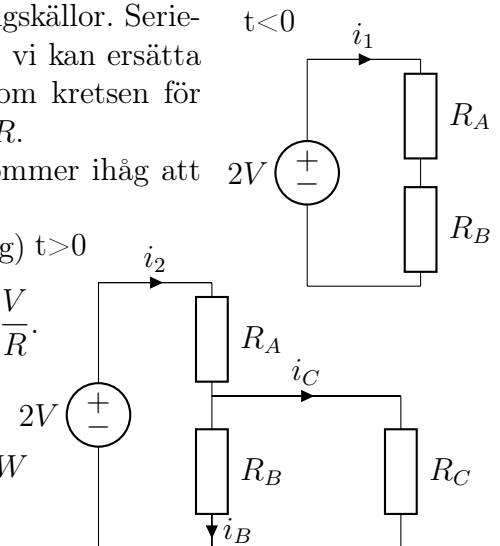 ngskällor. Serie-
vi kan ersätta
om kretsen för
R.
ommer ihåg att
g) t>0
V
R.
W
t<0
i1
2V
+
−
RA
RB
i2
RA
iC
2V
+
−
RB
RC
iB